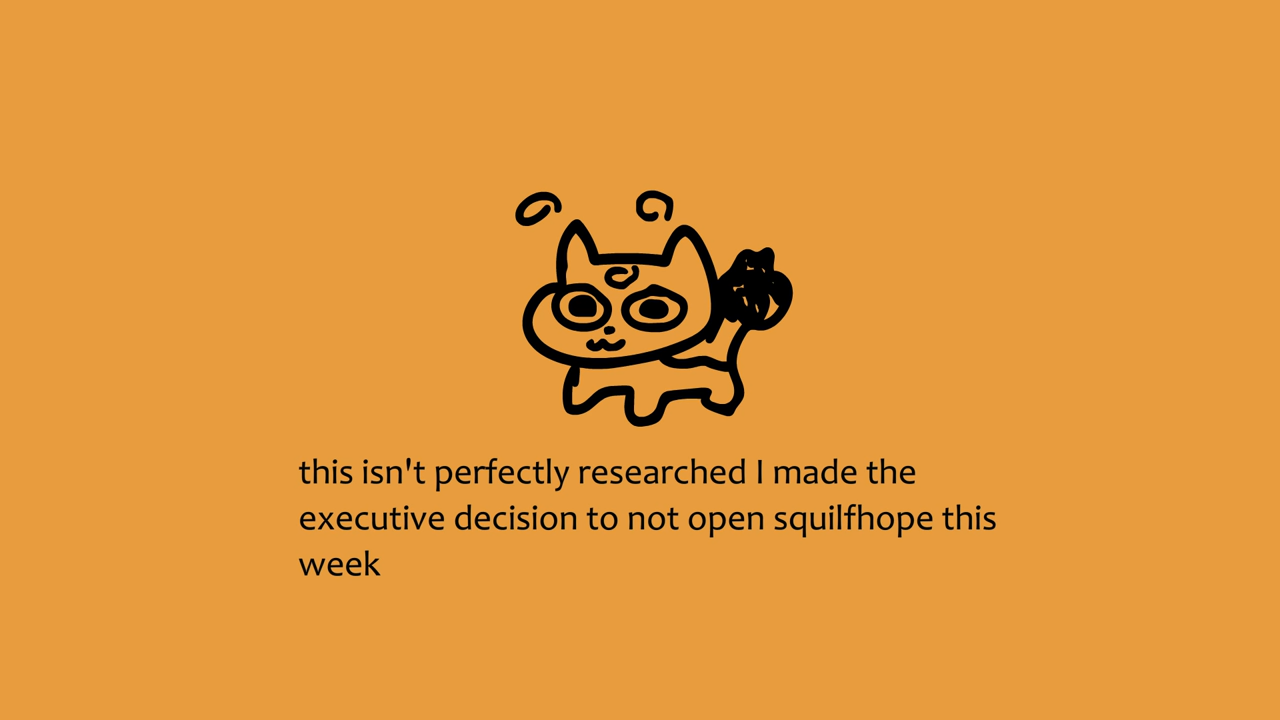 this isn't perfectly researched I made the
executive decision to not open squilfhope this
week